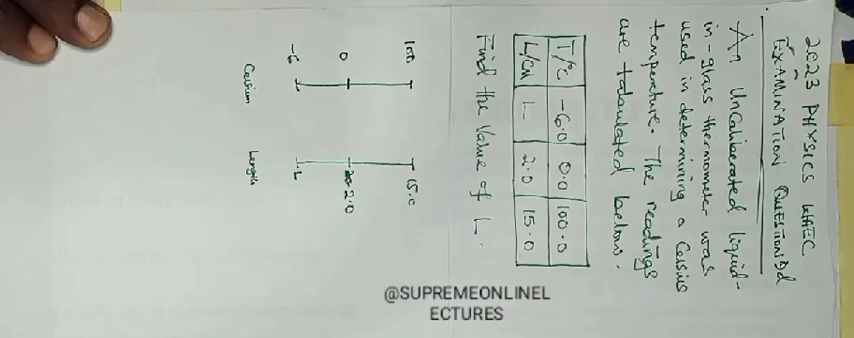 2023 PHYSICS WAEC
EXAMINATION QUESTION
An Uncaliberated liquid-
in-glass thermometer was
used in determining a Celsius
temperature. The readings
are tabulated below.
T/°C -6.0 0.0 100.0
L/cm L 2.0 15.0
Find the Value of L.
100 15.0
0 2.0
-6 L
Celsius Length
@SUPREMEONLINEL
ECTURES